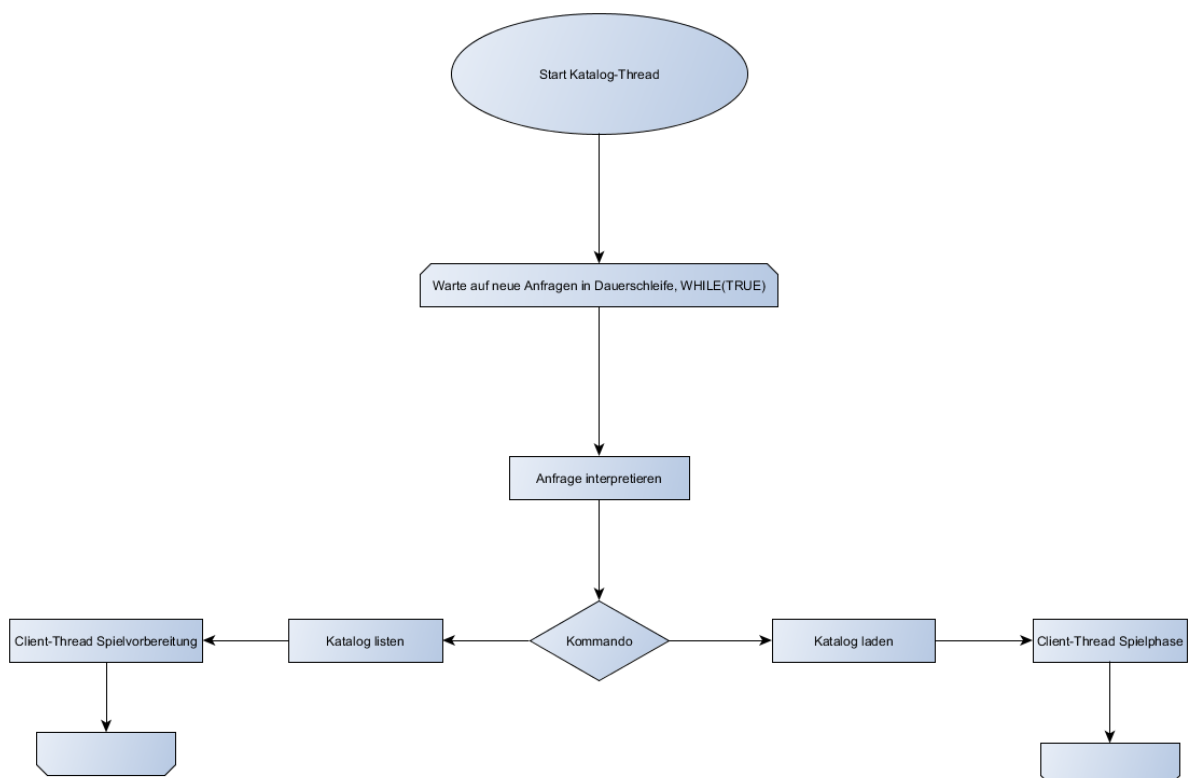 Start Katalog-Thread
Warte auf neue Anfragen in Dauerschleife, WHILE(TRUE)
Anfrage interpretieren
Client-Thread Spielvorbereitung
Katalog listen
Kommando
Katalog laden
Client-Thread Spielphase